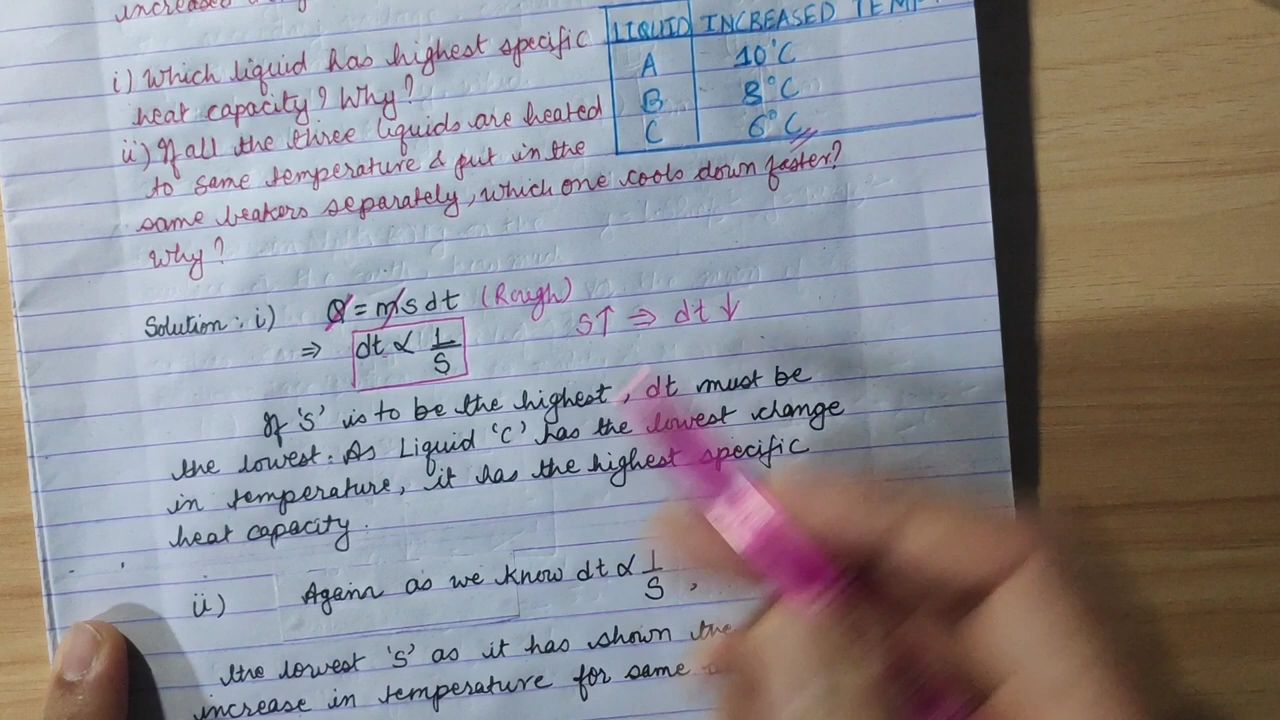 increased
i) Which liquid has highest specific
heat capacity? Why?
ii) If all the three liquids are heated
to same temperature & put in the
same beakers separately, which one cools down faster?
Why?
LIQUID INCREASED TEMP.
A 10°C
B 8°C
C 6°C
Solution: i) Q = msdt (Rough)
S↑ ⇒ dt↓
⇒ dt ∝ 1/S
If 's' is to be the highest, dt must be
the lowest. As Liquid 'C' has the lowest change
in temperature, it has the highest specific
heat capacity.
ii) Again as we know dt ∝ 1/S,
the lowest 's' as it has shown the
increase in temperature for same